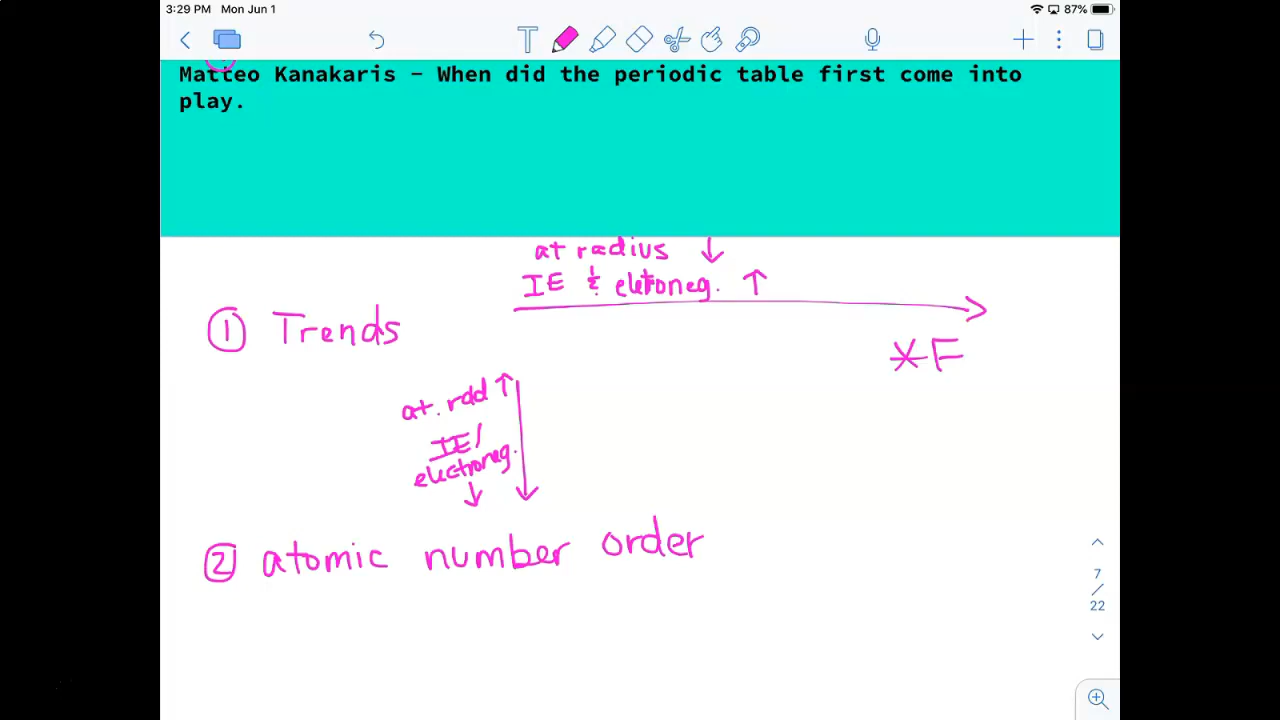 3:29 PM Mon Jun 1
87%
Matteo Kanakaris - When did the periodic table first come into
play.
at radius ↓
IE & eletroneg. ↑
① Trends
*F
at. rad ↑
IE/
electroneg.
↓
② atomic number order
7
/
22